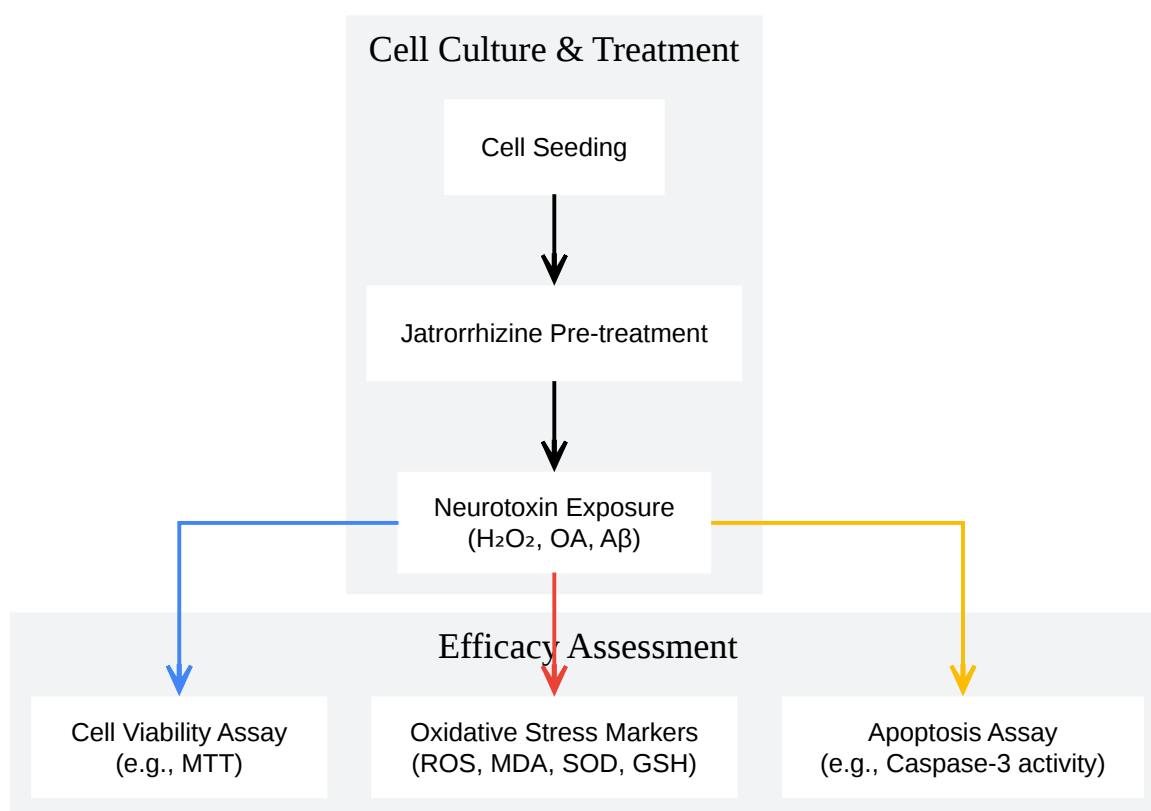 Cell Culture & Treatment
Cell Seeding
Jatrorrhizine Pre-treatment
Neurotoxin Exposure
(H₂O₂, OA, Aβ)
Efficacy Assessment
Cell Viability Assay
(e.g., MTT)
Oxidative Stress Markers
(ROS, MDA, SOD, GSH)
Apoptosis Assay
(e.g., Caspase-3 activity)